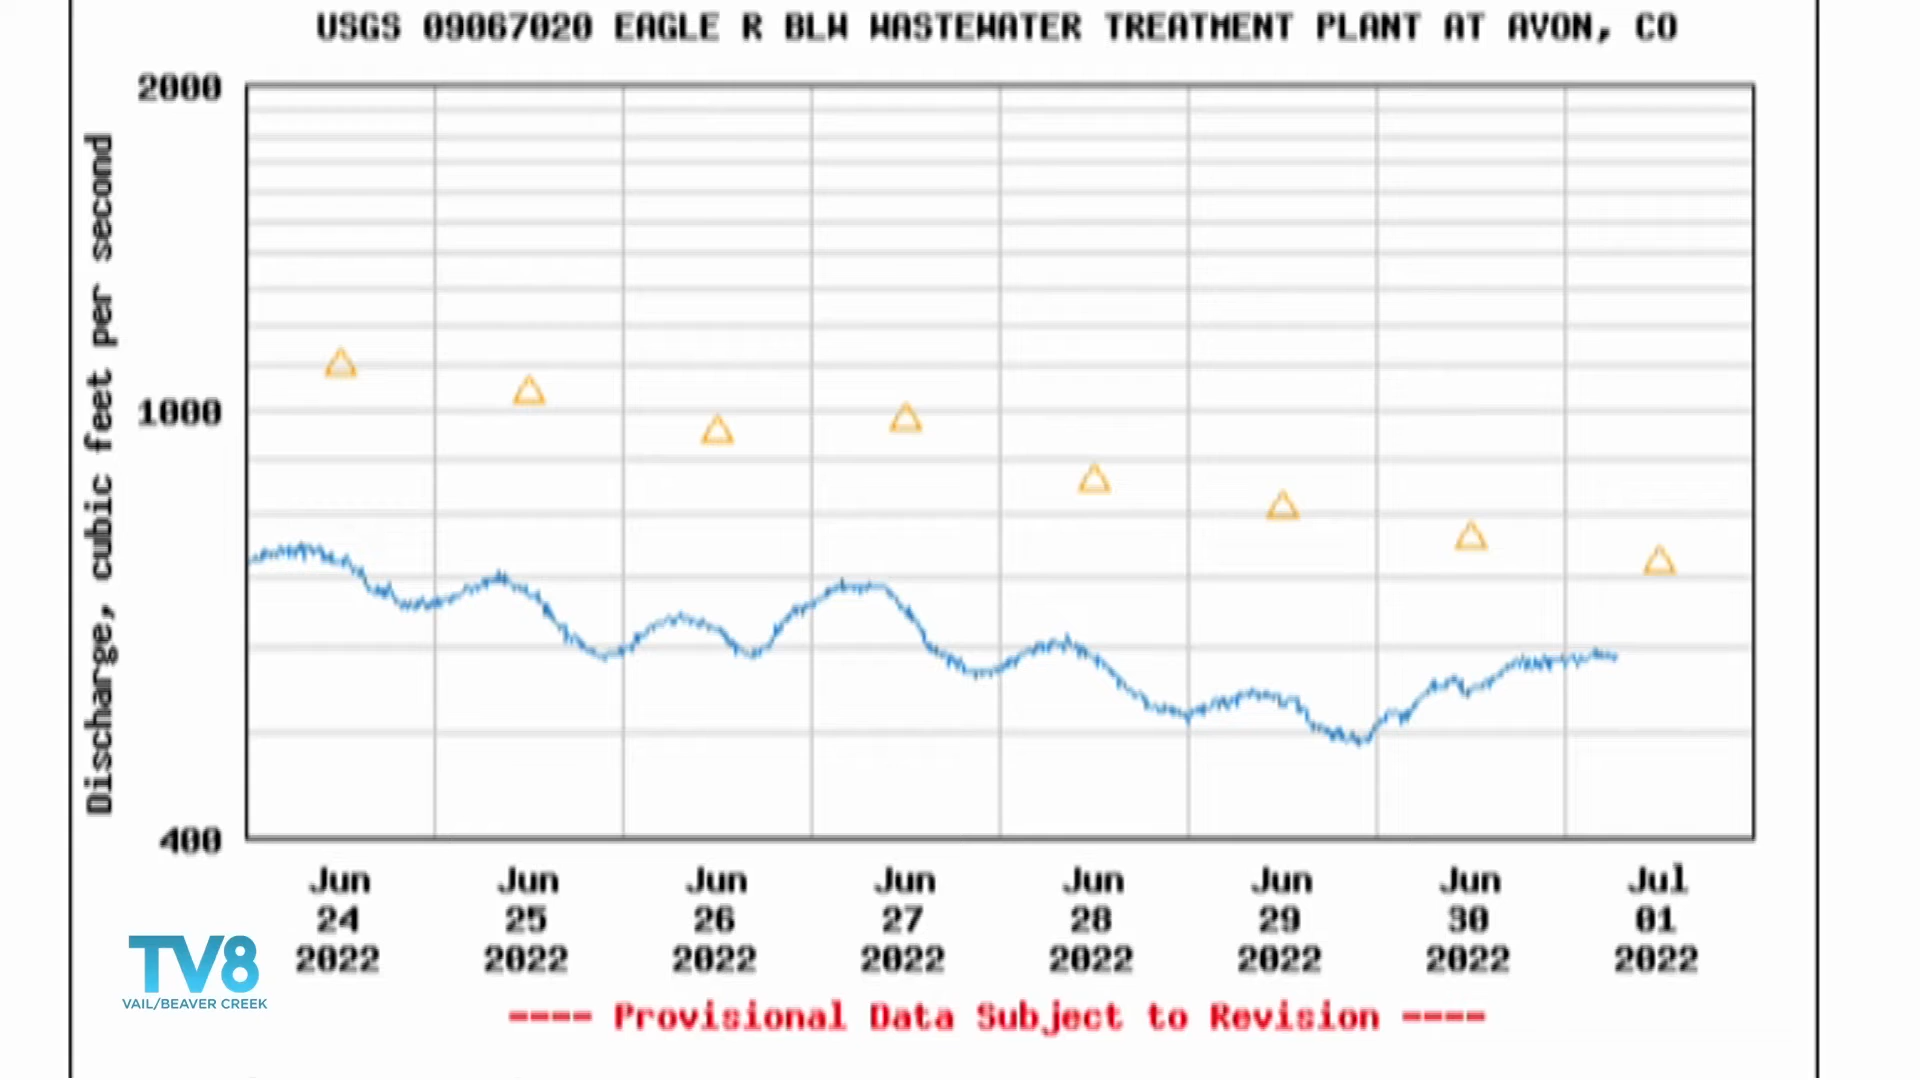 USGS 09067020 EAGLE R BLW WASTEWATER TREATMENT PLANT AT AVON, CO
Discharge, cubic feet per second
2000
1000
400
Jun Jun Jun Jun Jun Jun Jun Jul
24 25 26 27 28 29 30 01
2022 2022 2022 2022 2022 2022 2022 2022
TV8
VAIL/BEAVER CREEK
---- Provisional Data Subject to Revision ----